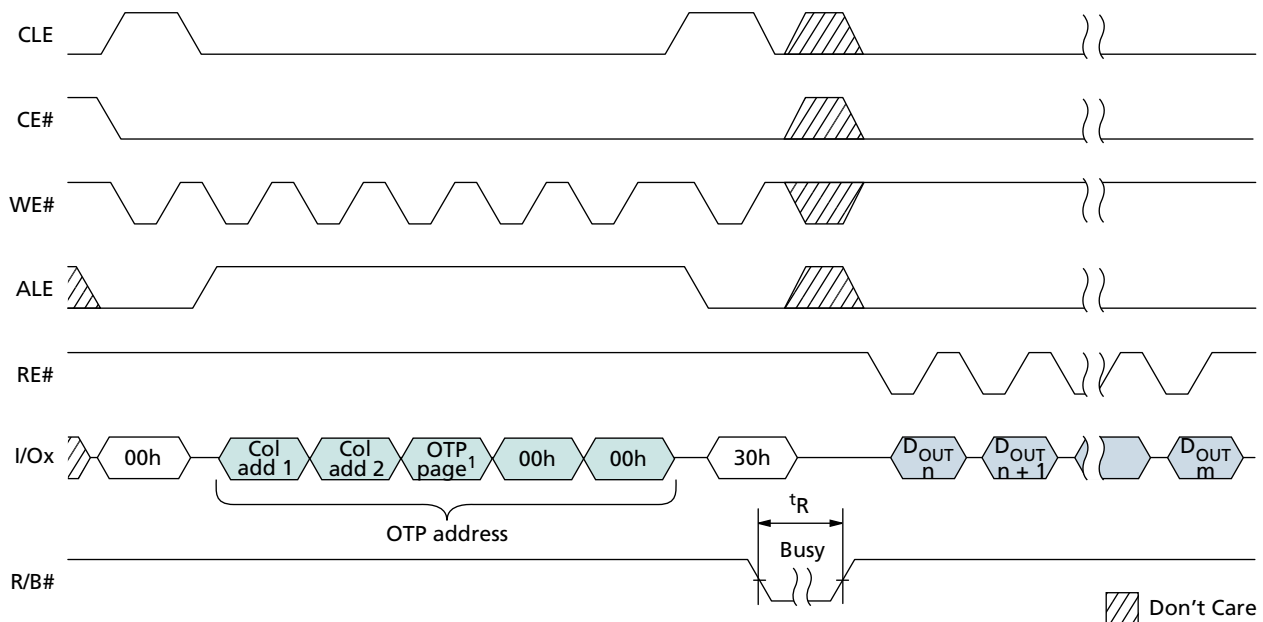 CLE
CE#
WE#
ALE
RE#
I/Ox
00h
Col
add 1
Col
add 2
OTP
page1
00h
00h
30h
DOUT
n
DOUT
n + 1
DOUT
m
OTP address
tR
Busy
R/B#
Don't Care